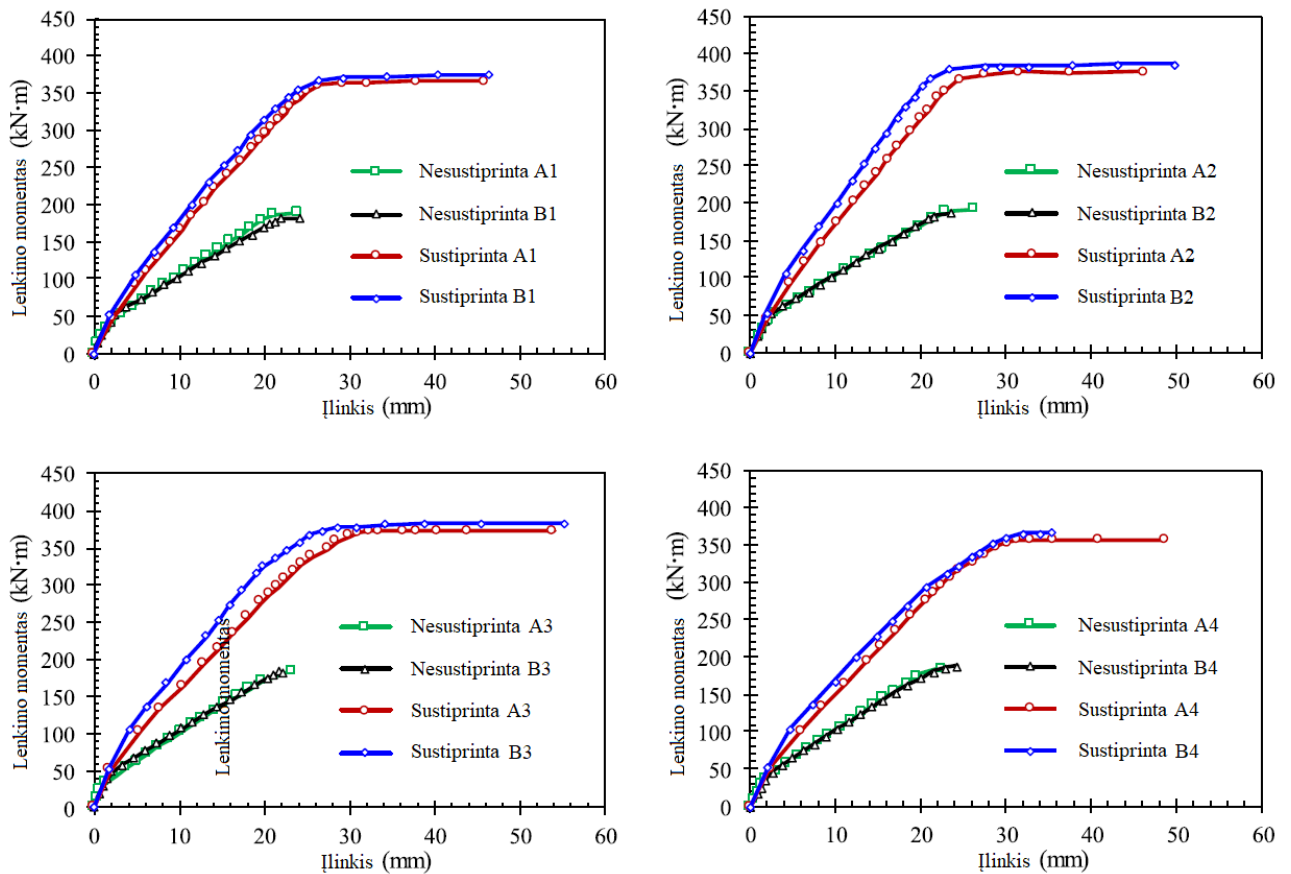 Lenkimo momentas (kN·m)
450
400
350
300
250
200
150
100
50
0
Nesustiprinta A1
Nesustiprinta B1
Sustiprinta A1
Sustiprinta B1
0 10 20 30 40 50 60
Įlinkis (mm)
Lenkimo momentas (kN·m)
450
400
350
300
250
200
150
100
50
0
Nesustiprinta A2
Nesustiprinta B2
Sustiprinta A2
Sustiprinta B2
0 10 20 30 40 50 60
Įlinkis (mm)
Lenkimo momentas (kN·m)
450
400
350
300
250
200
150
100
50
0
Lenkimo momentas
Nesustiprinta A3
Nesustiprinta B3
Sustiprinta A3
Sustiprinta B3
0 10 20 30 40 50 60
Įlinkis (mm)
Lenkimo momentas (kN·m)
450
400
350
300
250
200
150
100
50
0
Nesustiprinta A4
Nesustiprinta B4
Sustiprinta A4
Sustiprinta B4
0 10 20 30 40 50 60
Įlinkis (mm)